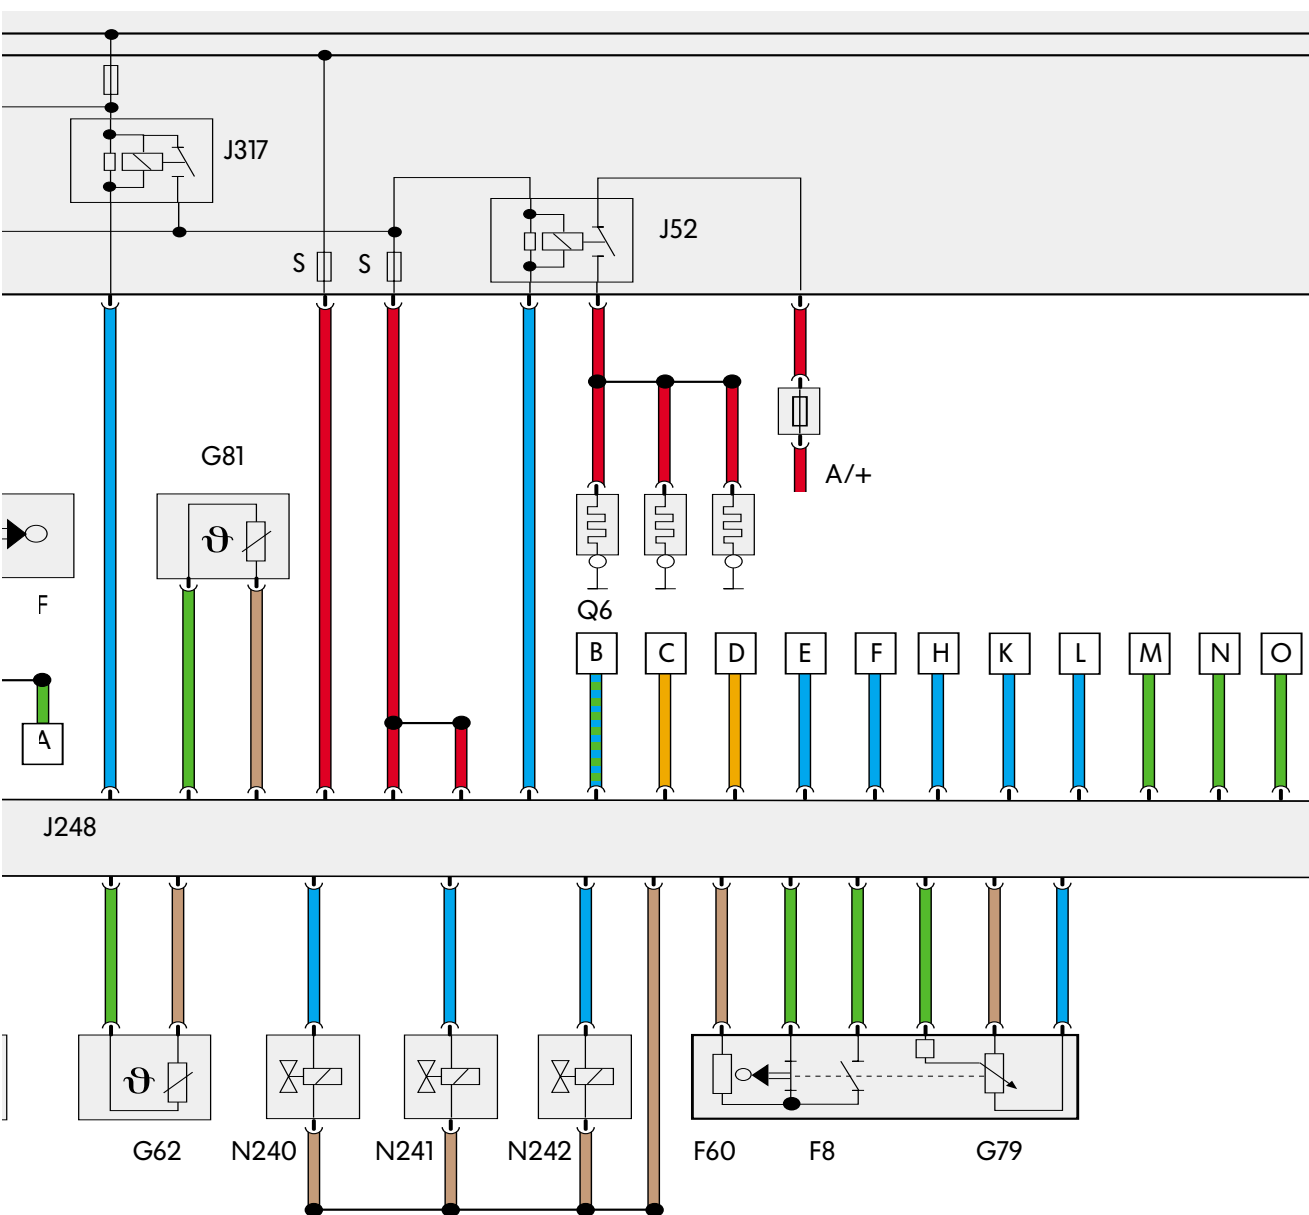 J317
J52
S S
G81
A/+
F
Q6
B C D E F H K L M N O
A
J248
ϑ
ϑ
G62 N240 N241 N242 F60 F8 G79